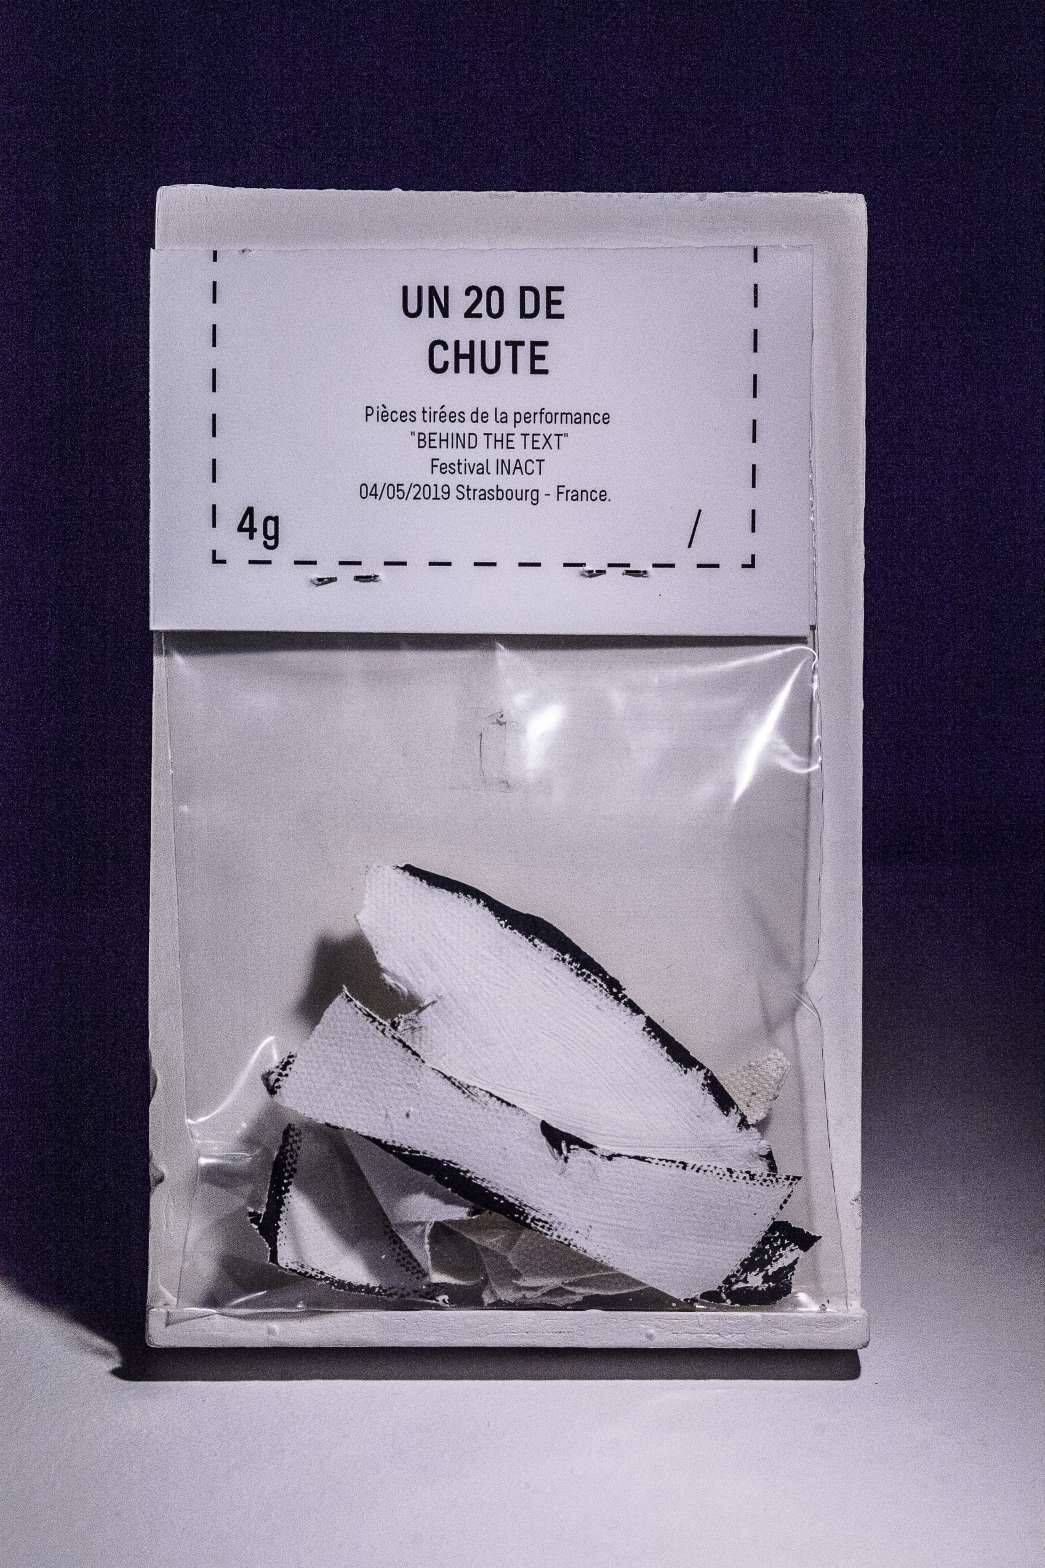 UN 20 DE
CHUTE
Pièces tirées de la performance
"BEHIND THE TEXT"
Festival INACT
04/05/2019 Strasbourg - France.
4g /